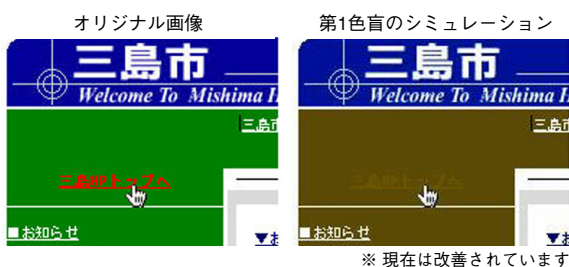 オリジナル画像
第1色盲のシミュレーション
三島市
Welcome To Mishima H
三島市
三島HPトップへ
■お知らせ
▼お
三島市
Welcome To Mishima H
三島市
三島HPトップへ
■お知らせ
▼お
※ 現在は改善されています